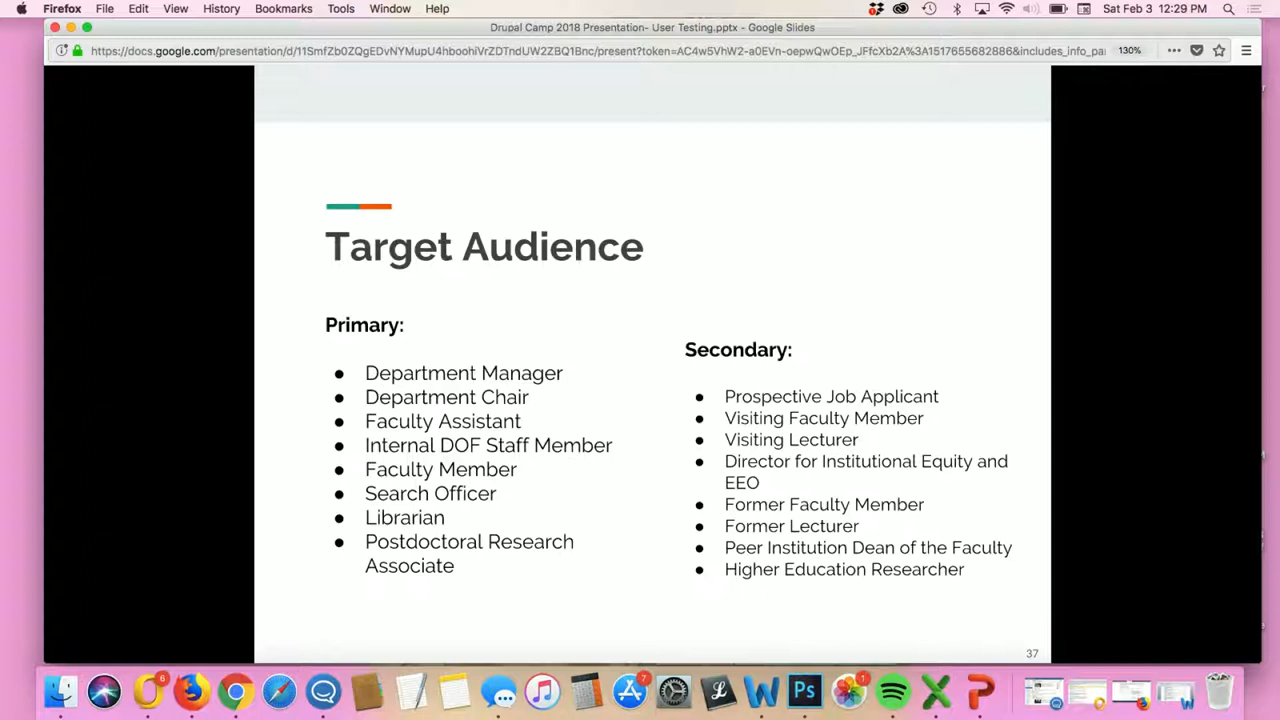 Firefox File Edit View History Bookmarks Tools Window Help Sat Feb 3 12:29 PM
Drupal Camp 2018 Presentation- User Testing.pptx - Google Slides
130%
Target Audience
Primary:
● Department Manager
● Department Chair
● Faculty Assistant
● Internal DOF Staff Member
● Faculty Member
● Search Officer
● Librarian
● Postdoctoral Research
Associate
Secondary:
● Prospective Job Applicant
● Visiting Faculty Member
● Visiting Lecturer
● Director for Institutional Equity and
EEO
● Former Faculty Member
● Former Lecturer
● Peer Institution Dean of the Faculty
● Higher Education Researcher
37
6
7
1
Ps